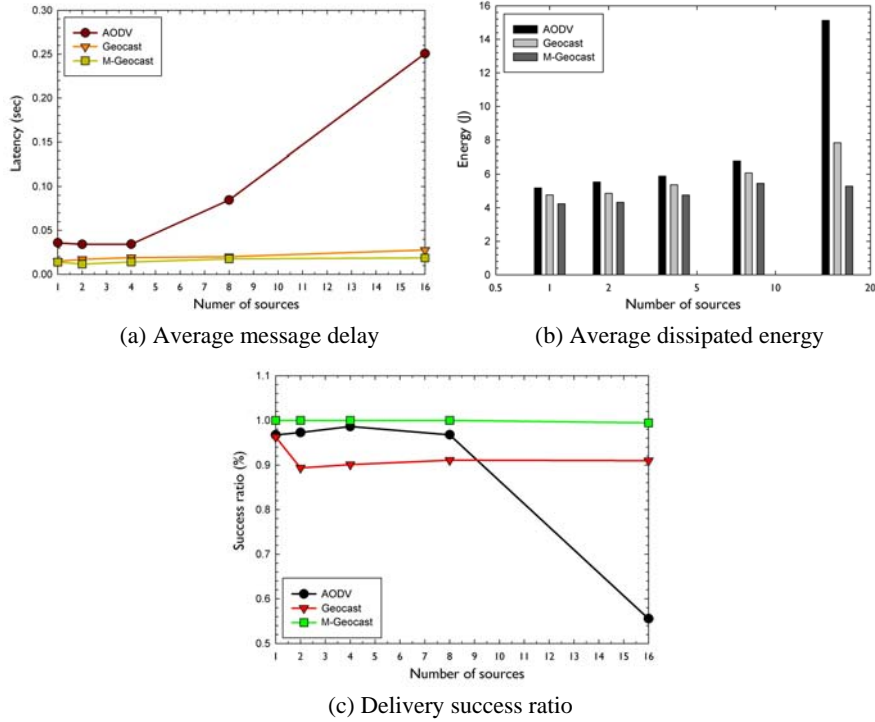 0.30
0.25
0.20
0.15
0.10
0.05
0.00
Latency (sec)
AODV
Geocast
M-Geocast
1 2 3 4 5 6 7 8 9 10 11 12 13 14 15 16
Numer of sources
(a) Average message delay
16
14
12
10
8
6
4
2
0
Energy (J)
AODV
Geocast
M-Geocast
0.5 1 2 5 10 20
Number of sources
(b) Average dissipated energy
1.1
1.0
0.9
0.8
0.7
0.6
0.5
Success ratio (%)
AODV
Geocast
M-Geocast
1 2 3 4 5 6 7 8 9 10 11 12 13 14 15 16
Number of sources
(c) Delivery success ratio